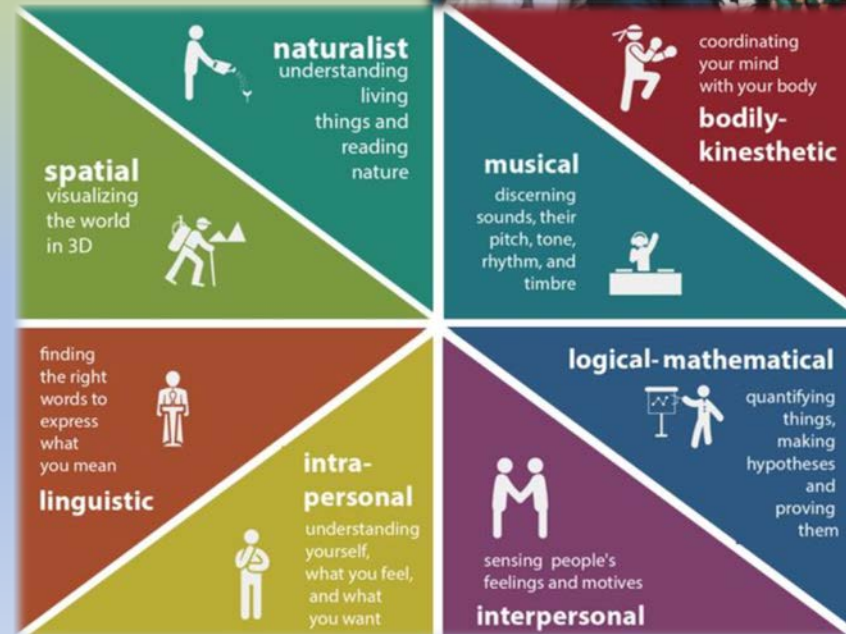 naturalist
understanding
living
things and
reading
nature
spatial
visualizing
the world
in 3D
coordinating
your mind
with your body
bodily-
kinesthetic
musical
discerning
sounds, their
pitch, tone,
rhythm, and
timbre
finding
the right
words to
express
what
you mean
linguistic
intra-
personal
understanding
yourself,
what you feel,
and what
you want
logical-mathematical
quantifying
things,
making
hypotheses
and
proving
them
sensing people's
feelings and motives
interpersonal